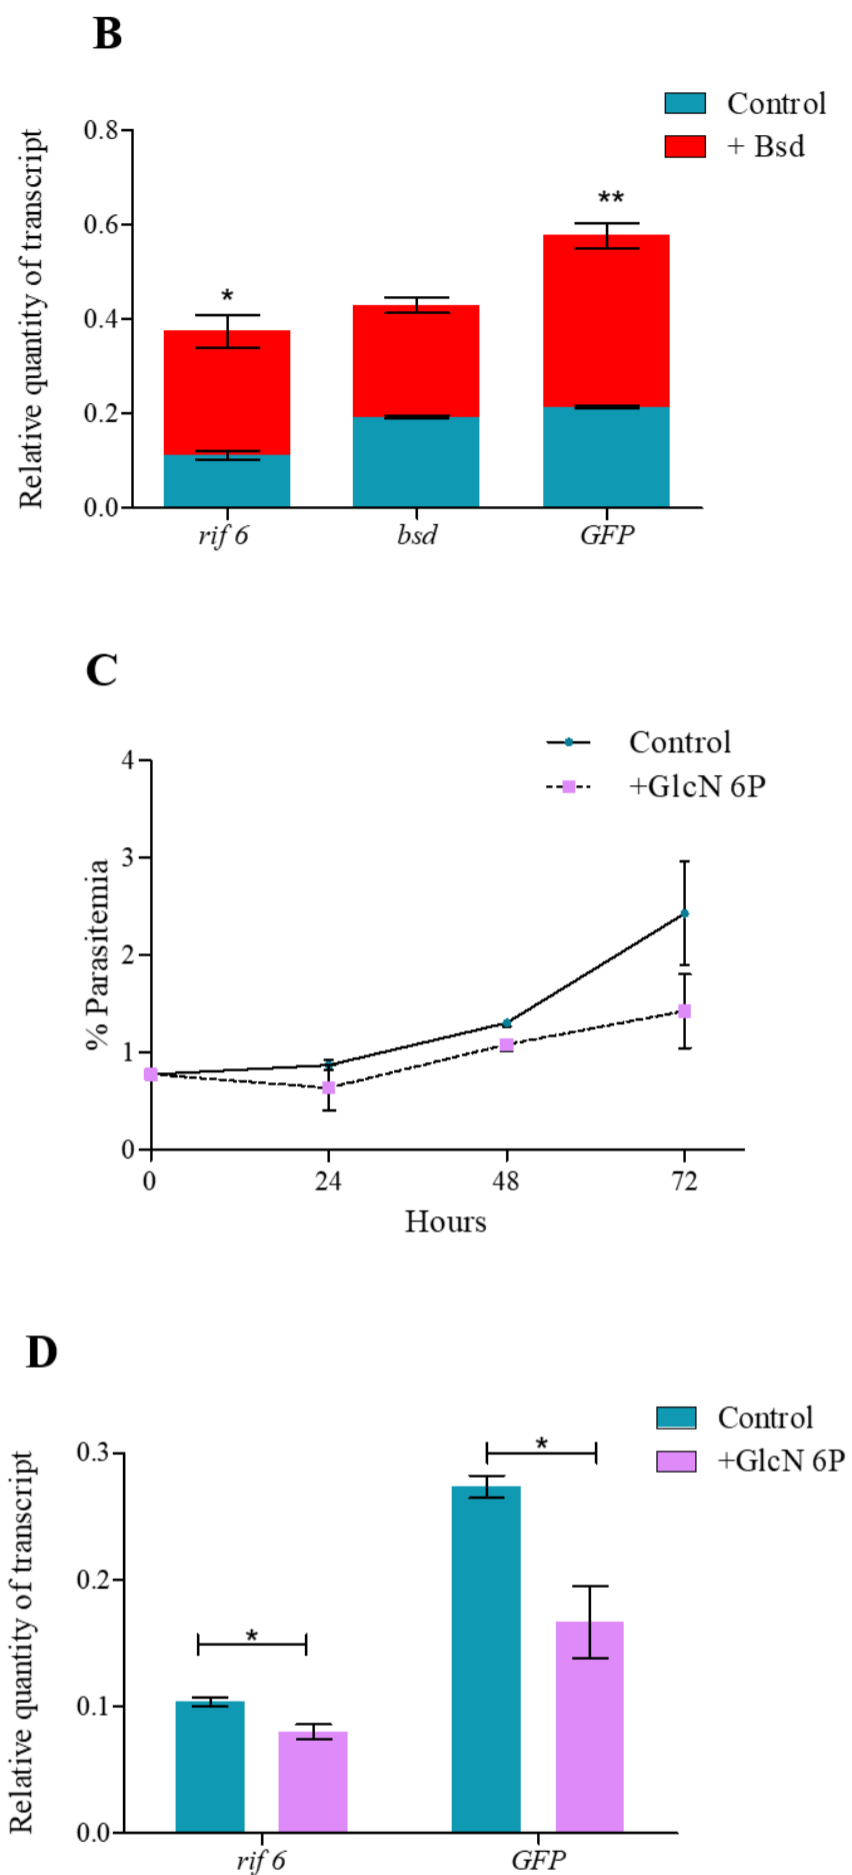 B
Control
+ Bsd
Relative quantity of transcript
0.8
0.6
0.4
0.2
0.0
*
**
rif 6
bsd
GFP
C
Control
+GlcN 6P
% Parasitemia
4
3
2
1
0
0
24
48
72
Hours
D
Control
+GlcN 6P
Relative quantity of transcript
0.3
0.2
0.1
0.0
*
*
rif 6
GFP